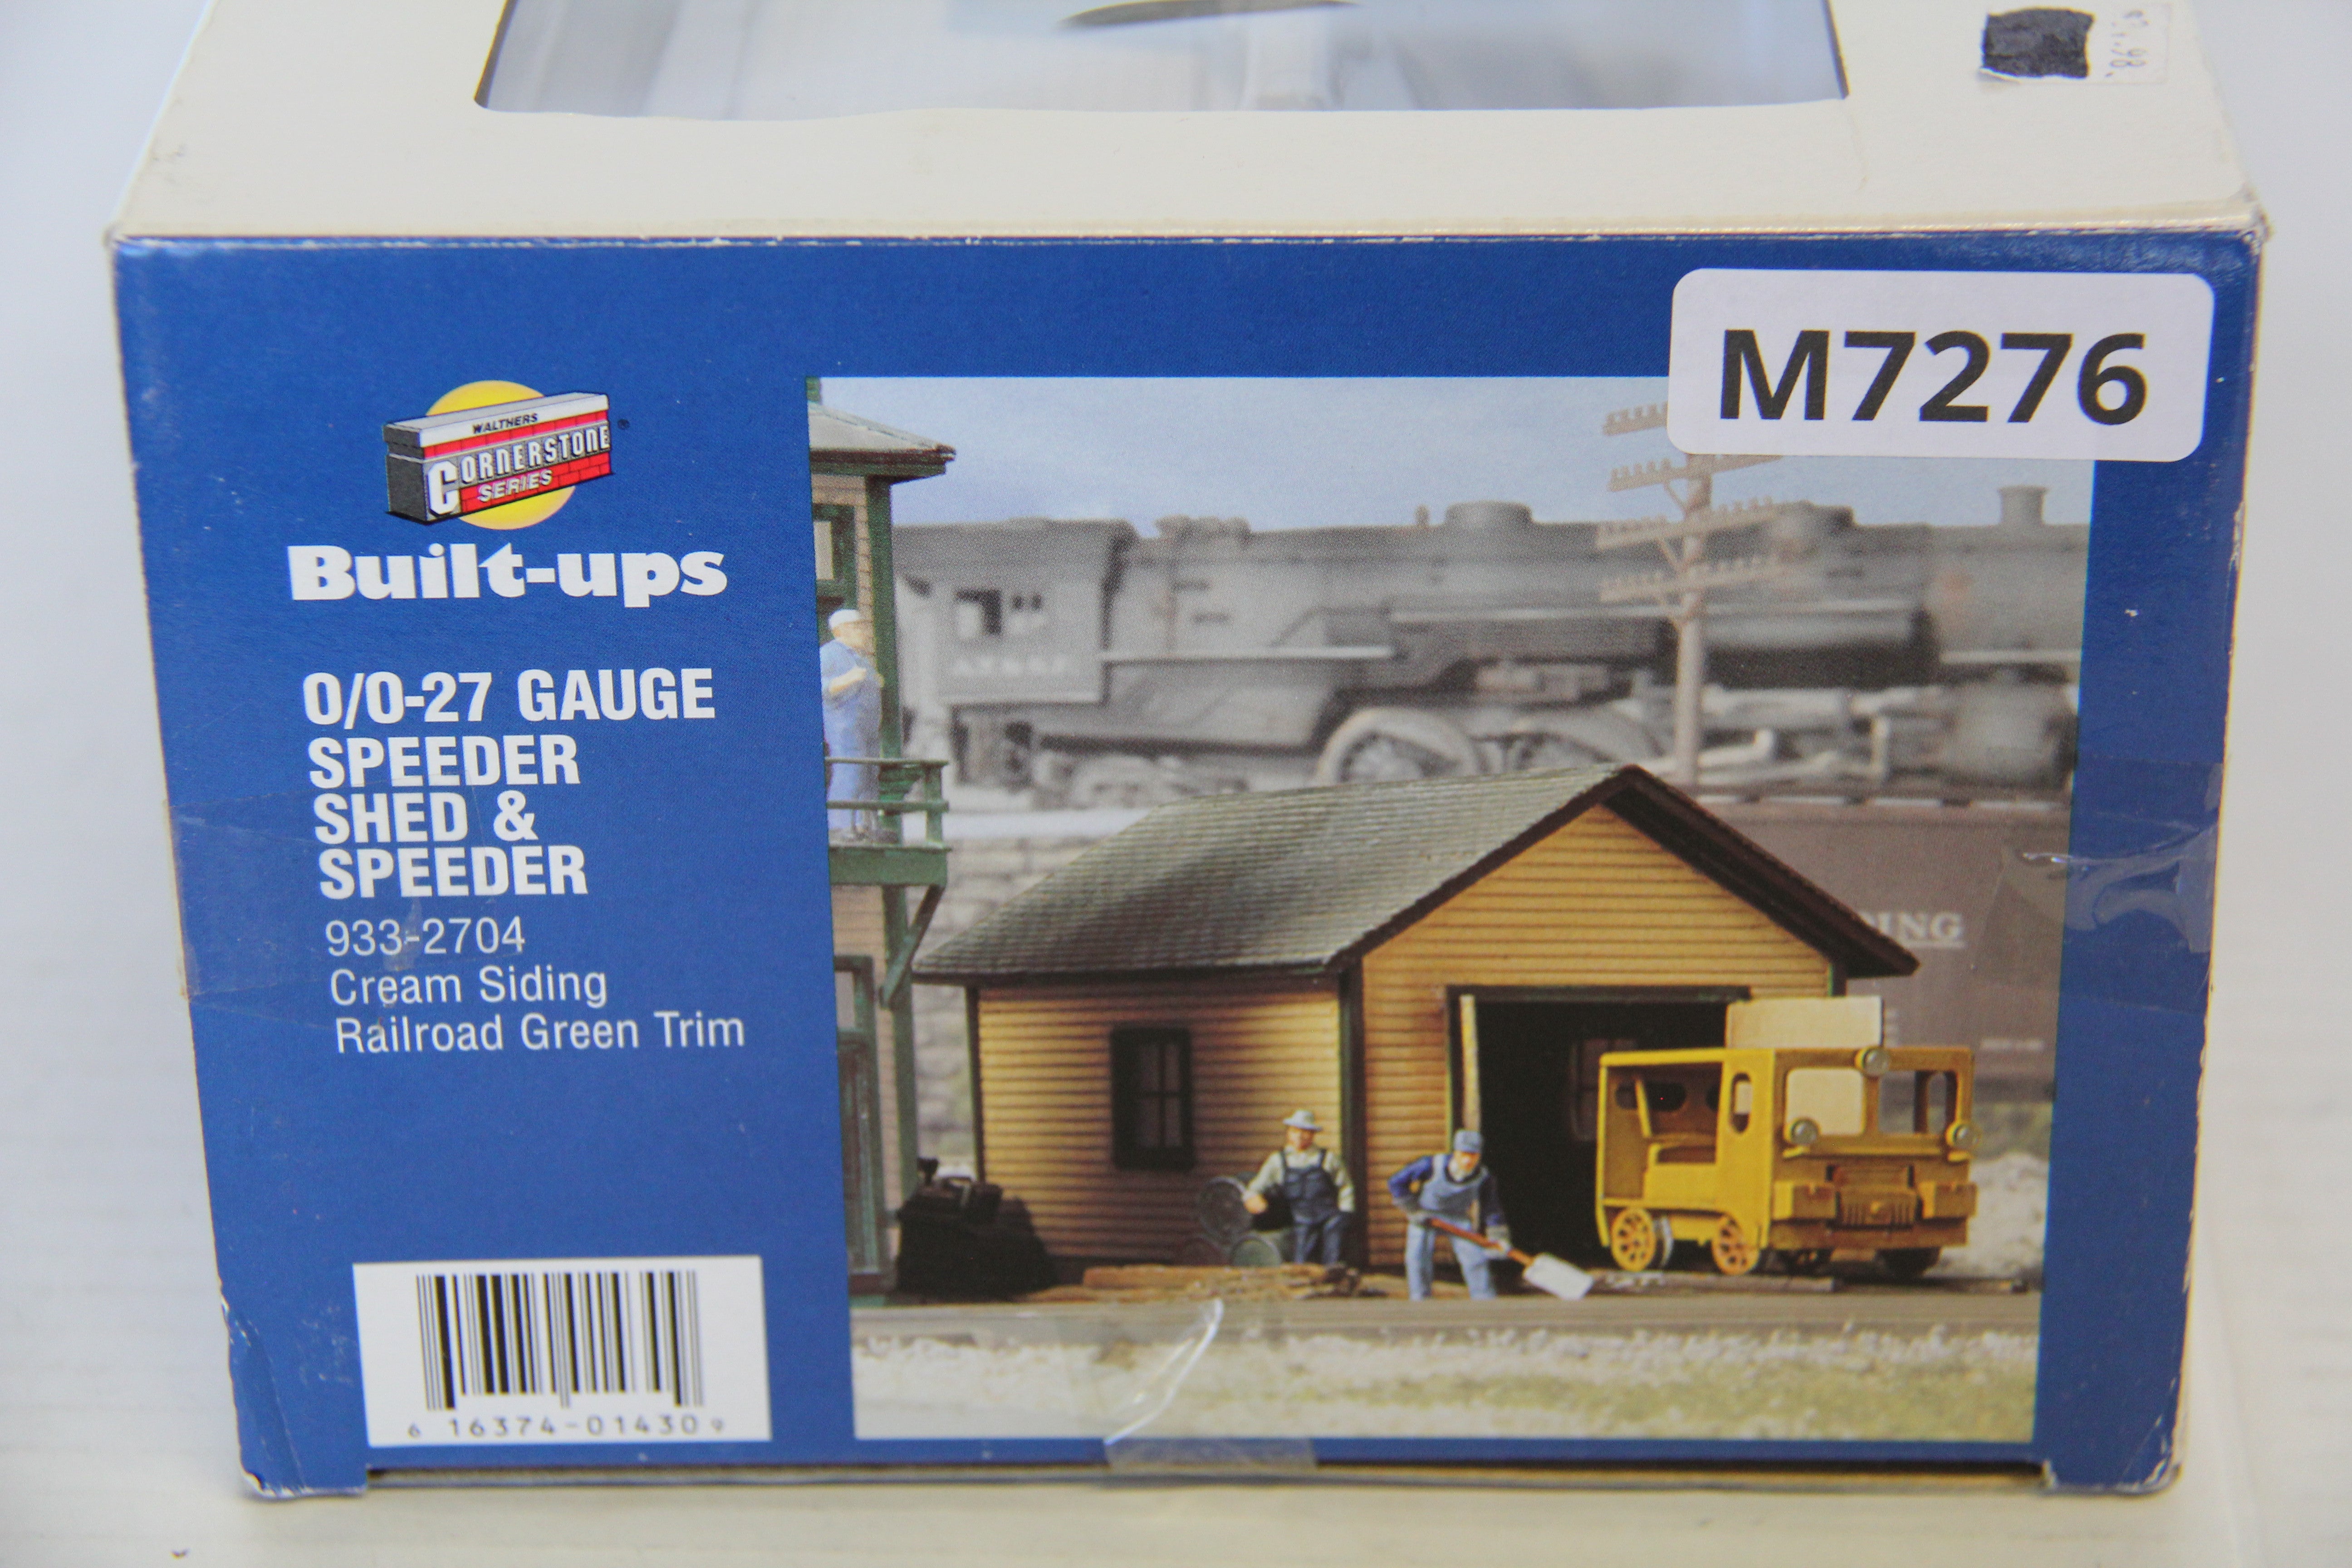 M7276
WALTHERS
CORNERSTONE
SERIES
®
Built-ups
O/O-27 GAUGE
SPEEDER
SHED &
SPEEDER
933-2704
Cream Siding
Railroad Green Trim
6 16374-01430 9